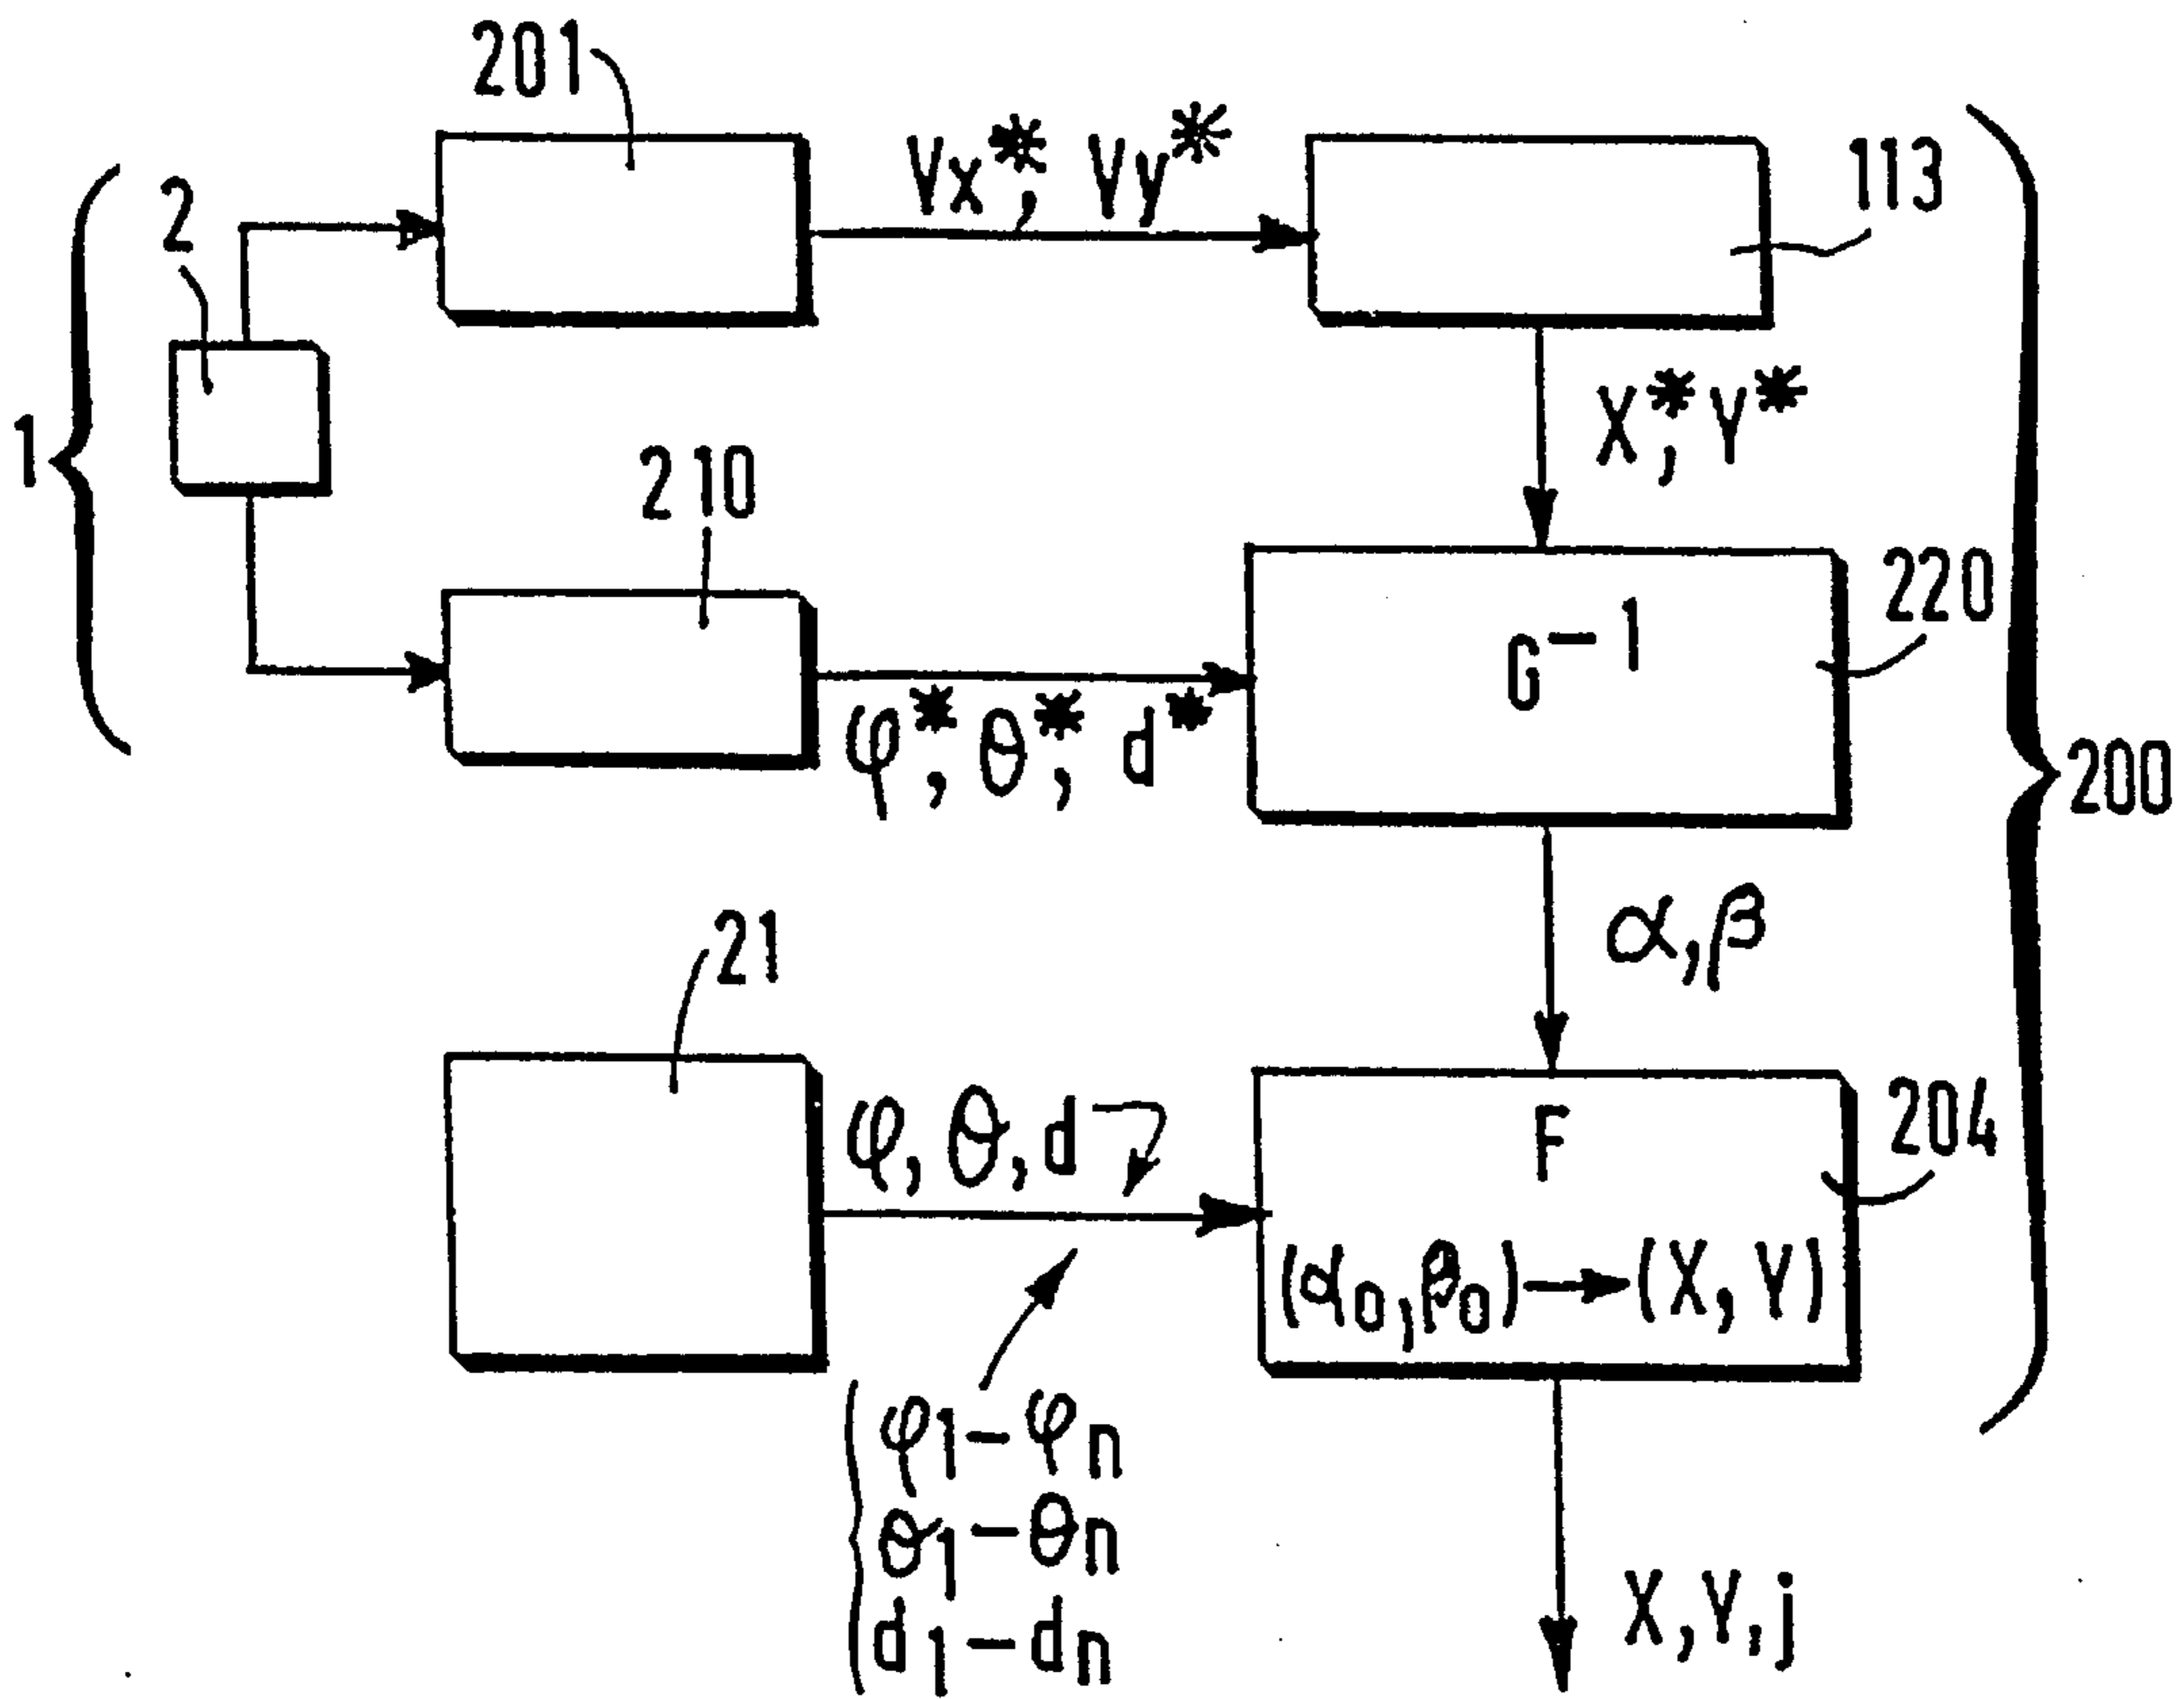 201
Vx*, Vy*
113
2
X*, Y*
1
210
220
G⁻¹
φ*, θ*, d*
200
α, β
21
φ, θ, d
F
204
(α₀, β₀) → (X, Y)
φ1 – φn
θ1 – θn
d1 – dn
X, Y, j